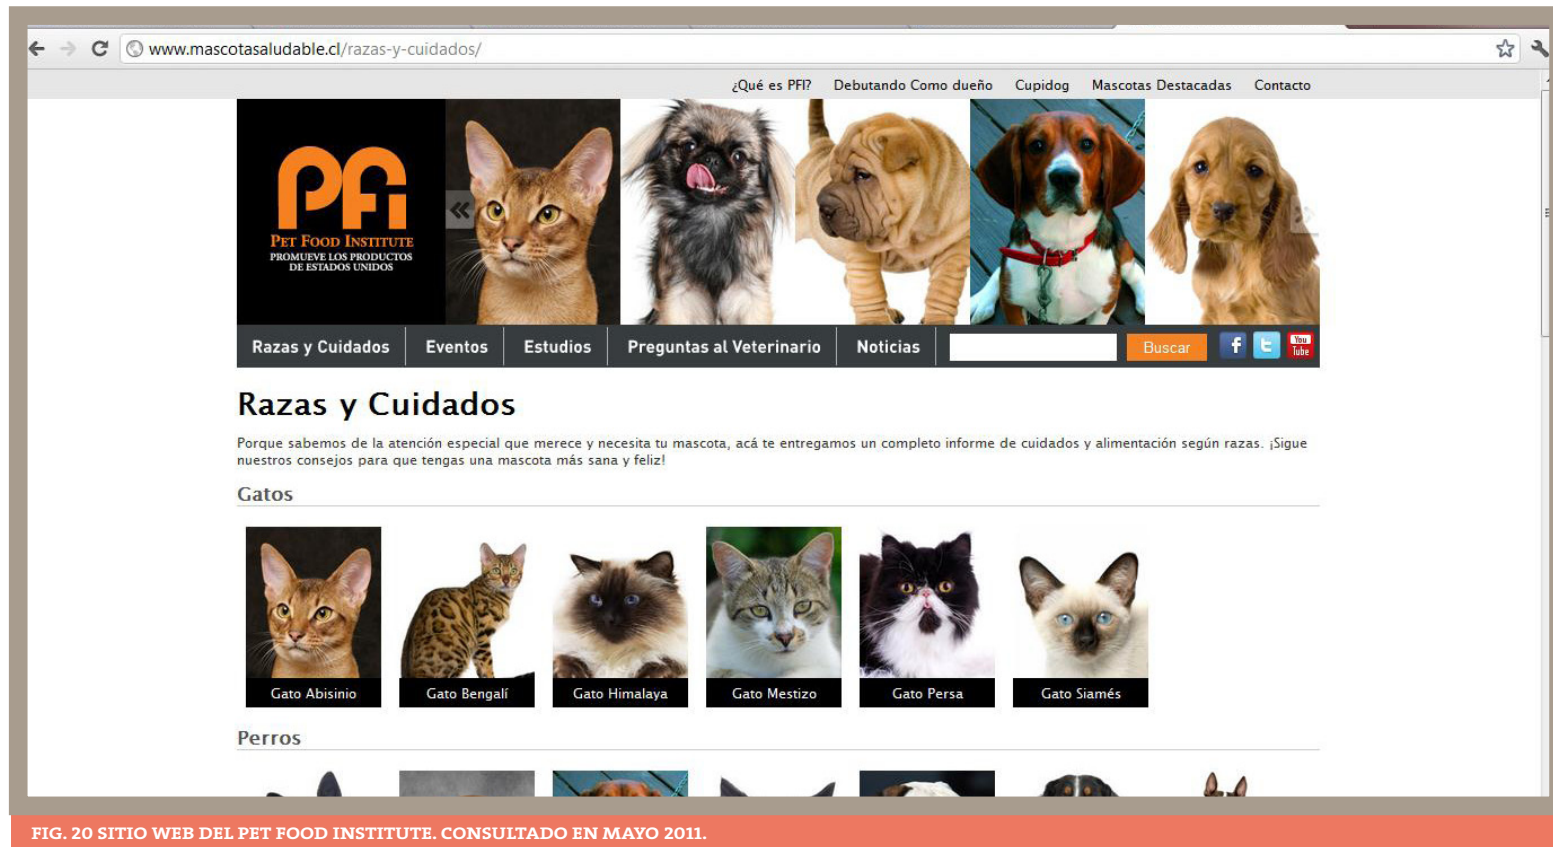 www.mascotasaludable.cl/razas-y-cuidados/
¿Qué es PFI? Debutando Como dueño Cupidog Mascotas Destacadas Contacto
PFi
PET FOOD INSTITUTE
PROMUEVE LOS PRODUCTOS
DE ESTADOS UNIDOS
Razas y Cuidados Eventos Estudios Preguntas al Veterinario Noticias Buscar f t You Tube
Razas y Cuidados
Porque sabemos de la atención especial que merece y necesita tu mascota, acá te entregamos un completo informe de cuidados y alimentación según razas. ¡Sigue
nuestros consejos para que tengas una mascota más sana y feliz!
Gatos
Gato Abisinio Gato Bengalí Gato Himalaya Gato Mestizo Gato Persa Gato Siamés
Perros
FIG. 20 SITIO WEB DEL PET FOOD INSTITUTE. CONSULTADO EN MAYO 2011.